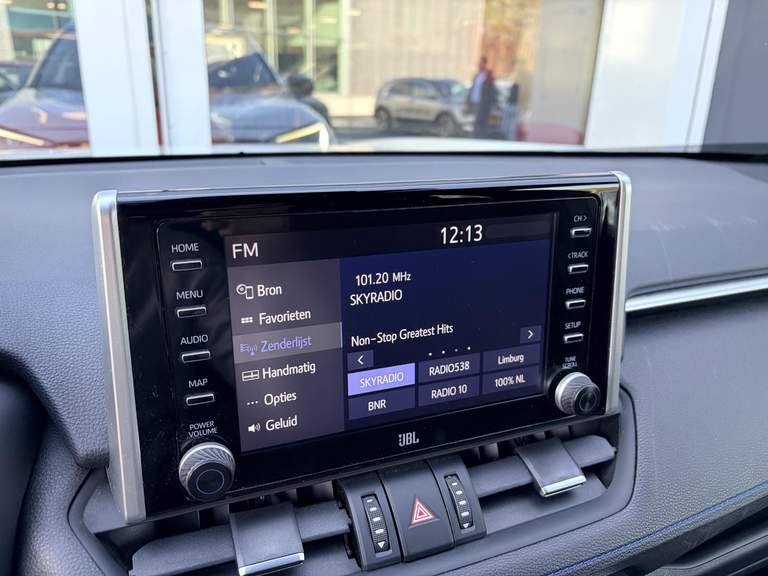 HOME
MENU
AUDIO
MAP
POWER
VOLUME
FM
12:13
Bron
Favorieten
Zenderlijst
Handmatig
Opties
Geluid
101.20 MHz
SKYRADIO
Non-Stop Greatest Hits
SKYRADIO
RADIO538
Limburg
BNR
RADIO 10
100% NL
CH >
< TRACK
PHONE
SETUP
TUNE
SCROLL
JBL